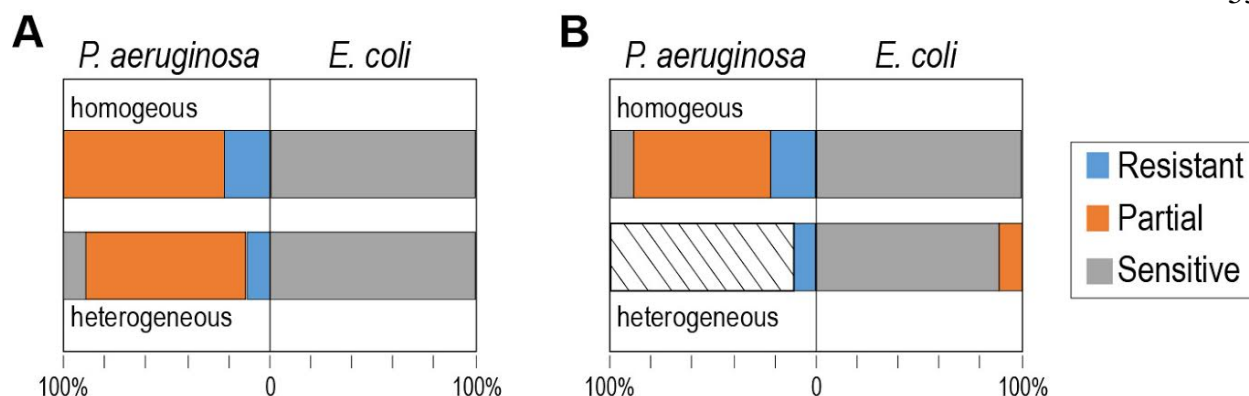 A
P. aeruginosa E. coli
homogeous
heterogeneous
100% 0 100%
B
P. aeruginosa E. coli
homogeous
heterogeneous
100% 0 100%
Resistant
Partial
Sensitive